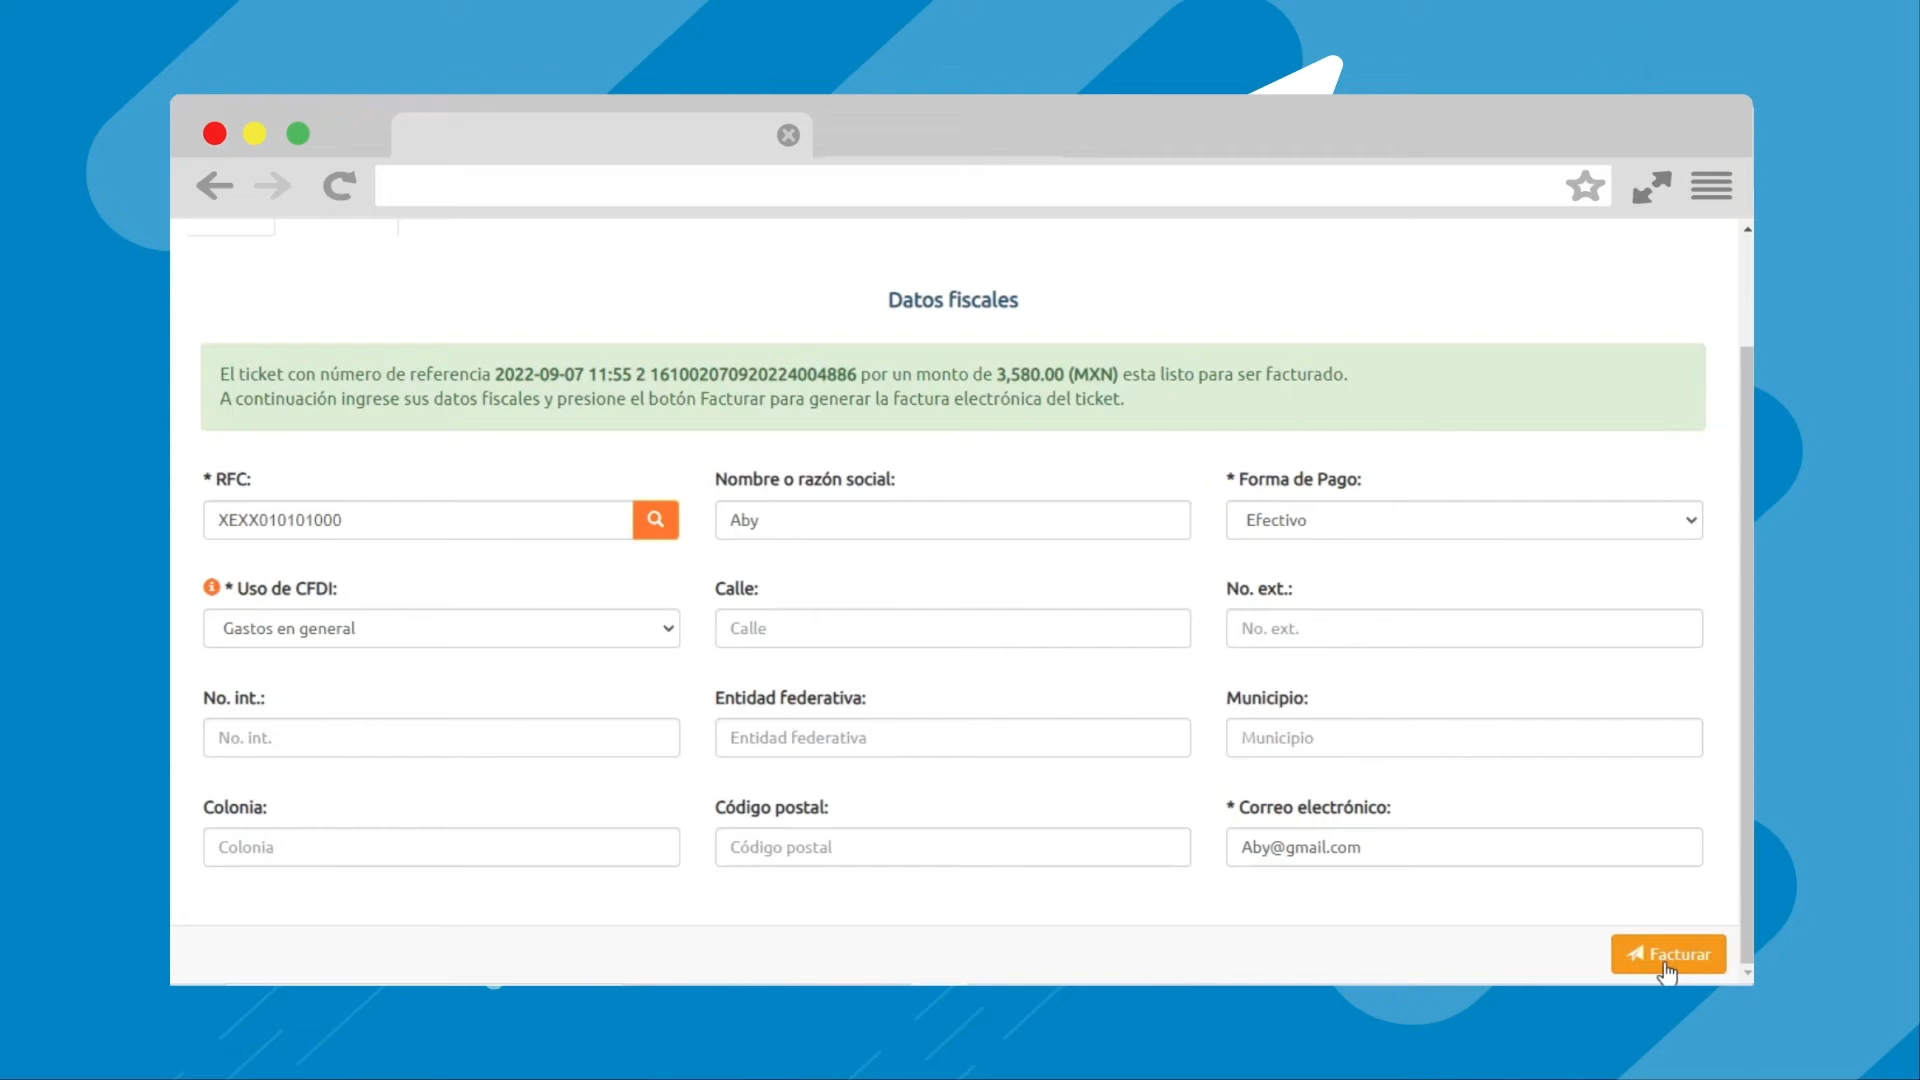 Datos fiscales
El ticket con número de referencia 2022-09-07 11:55 2 161002070920224004886 por un monto de 3,580.00 (MXN) esta listo para ser facturado.
A continuación ingrese sus datos fiscales y presione el botón Facturar para generar la factura electrónica del ticket.
* RFC:
Nombre o razón social:
* Forma de Pago:
XEXX010101000
Aby
Efectivo
* Uso de CFDI:
Calle:
No. ext.:
Gastos en general
Calle
No. ext.
No. int.:
Entidad federativa:
Municipio:
No. int.
Entidad federativa
Municipio
Colonia:
Código postal:
* Correo electrónico:
Colonia
Código postal
Aby@gmail.com
Facturar